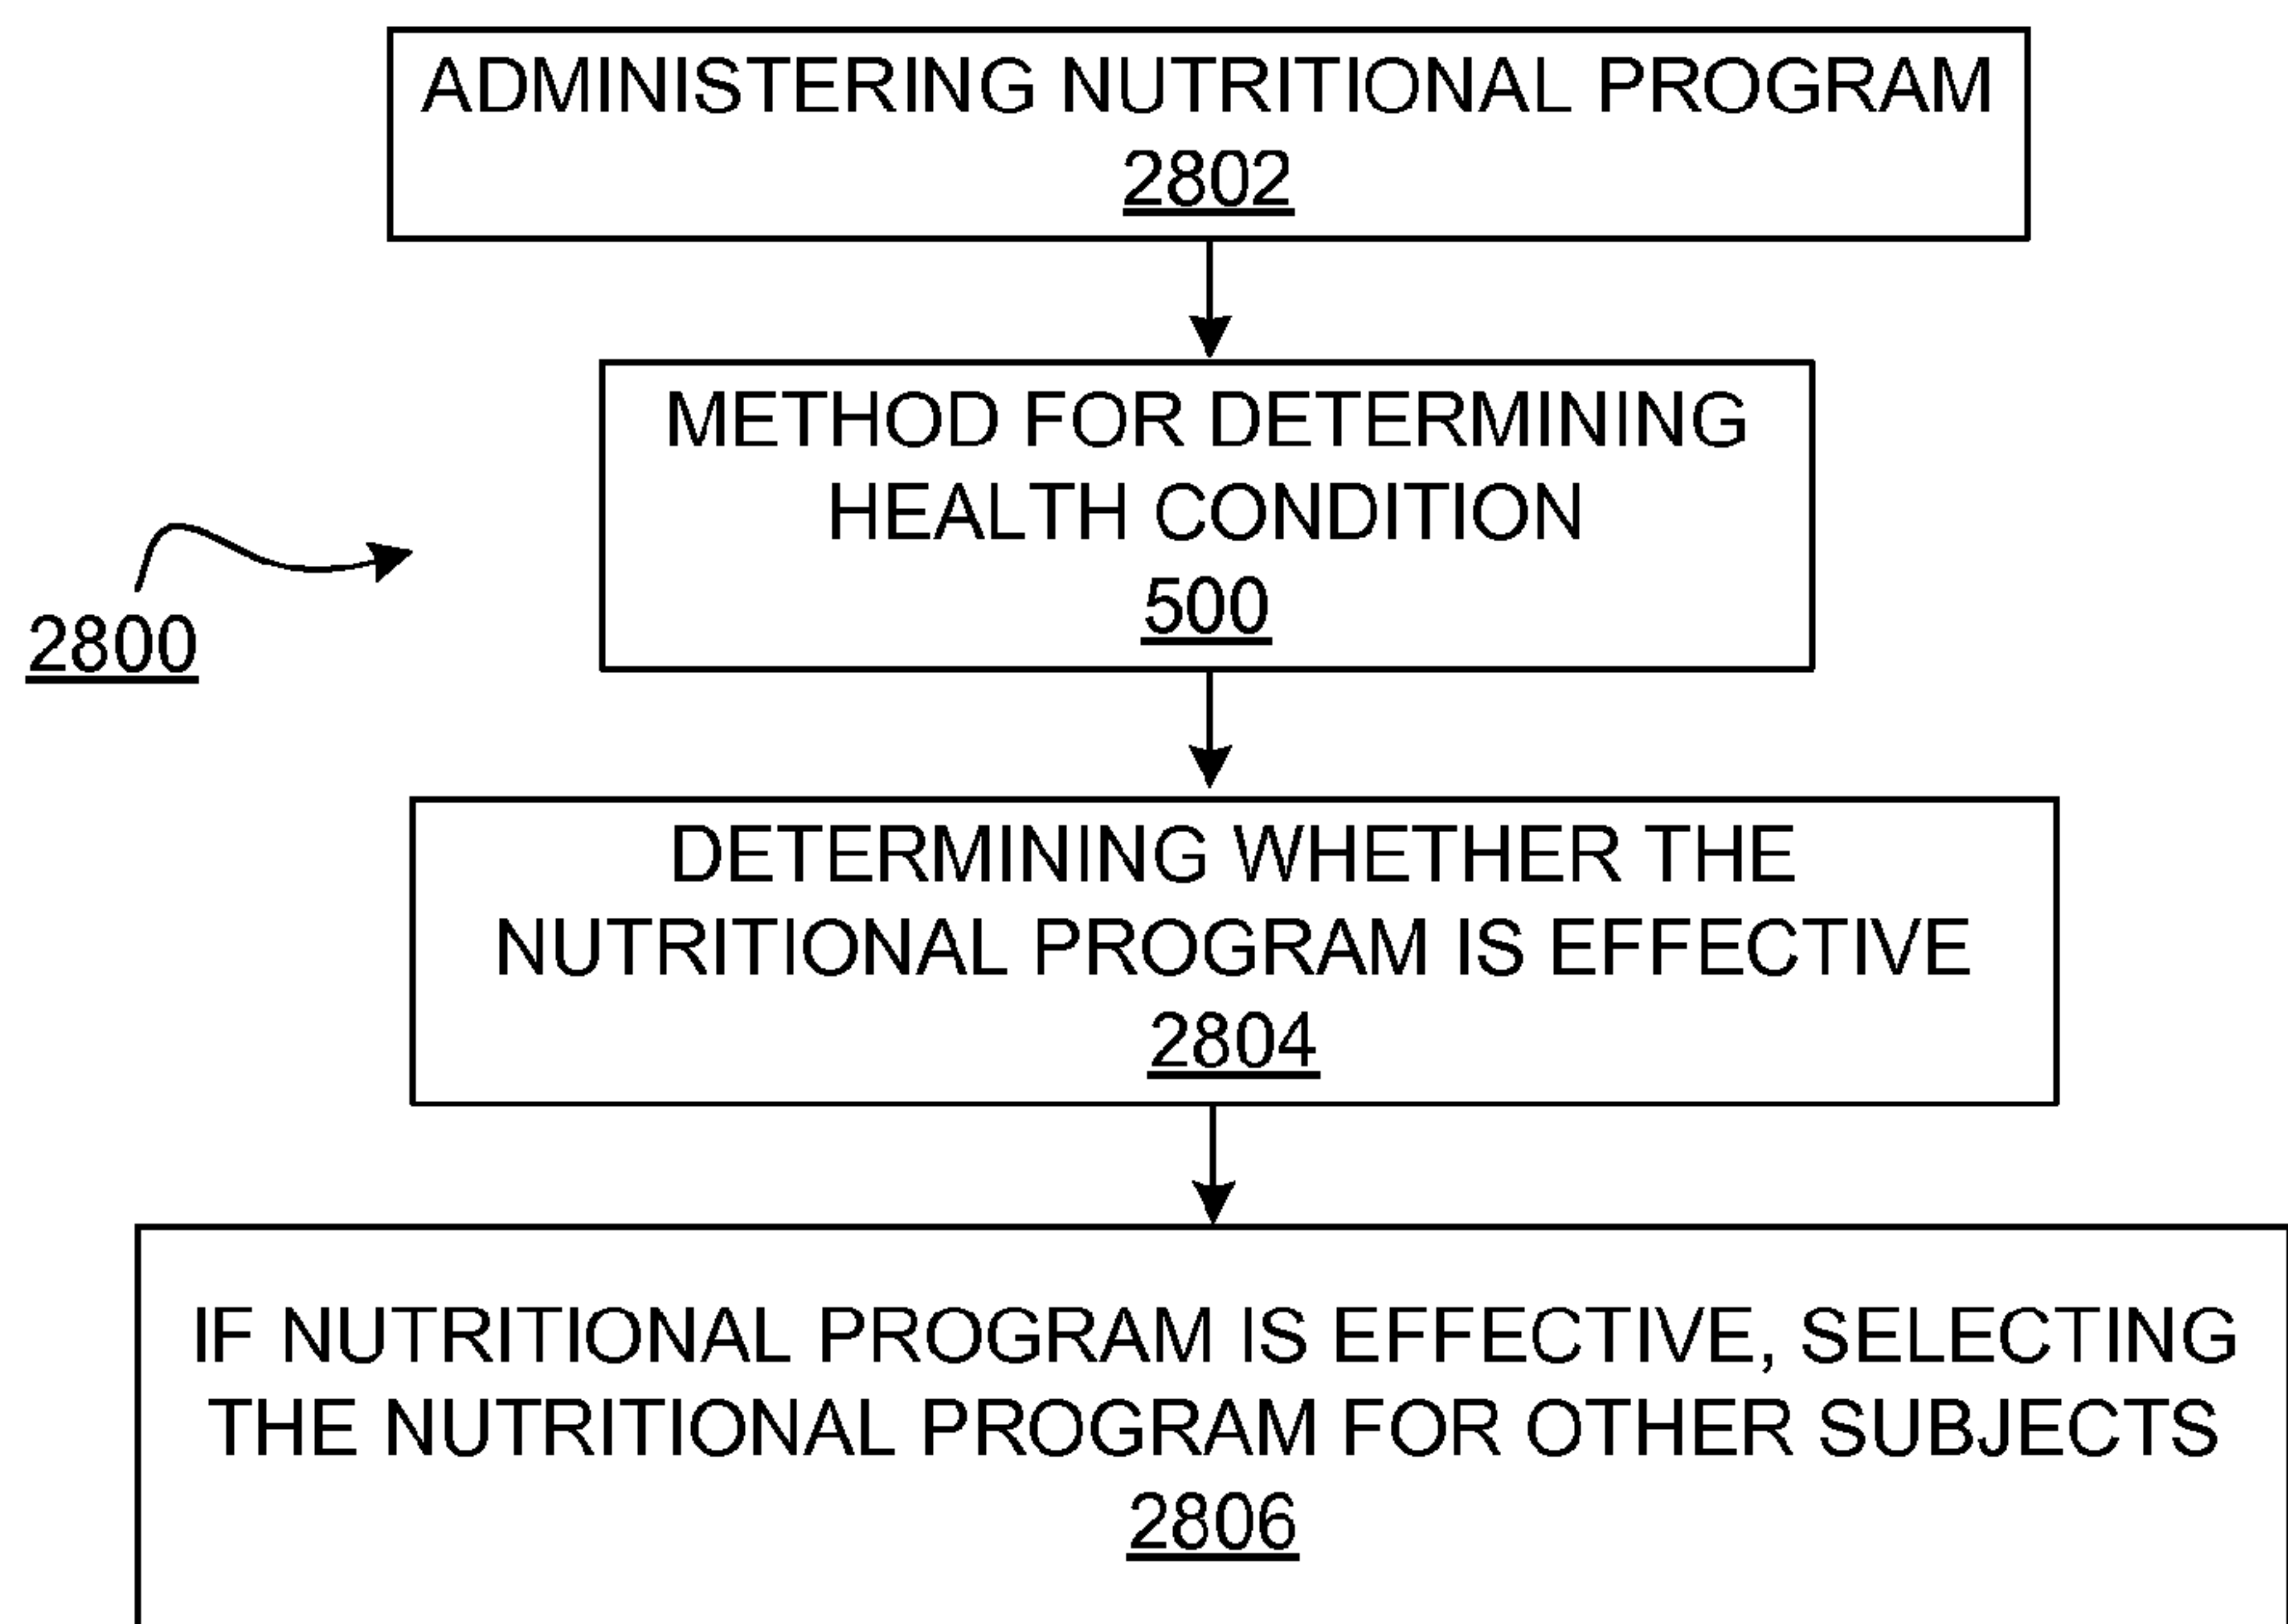 ADMINISTERING NUTRITIONAL PROGRAM
2802
METHOD FOR DETERMINING
HEALTH CONDITION
500
2800
DETERMINING WHETHER THE
NUTRITIONAL PROGRAM IS EFFECTIVE
2804
IF NUTRITIONAL PROGRAM IS EFFECTIVE, SELECTING
THE NUTRITIONAL PROGRAM FOR OTHER SUBJECTS
2806